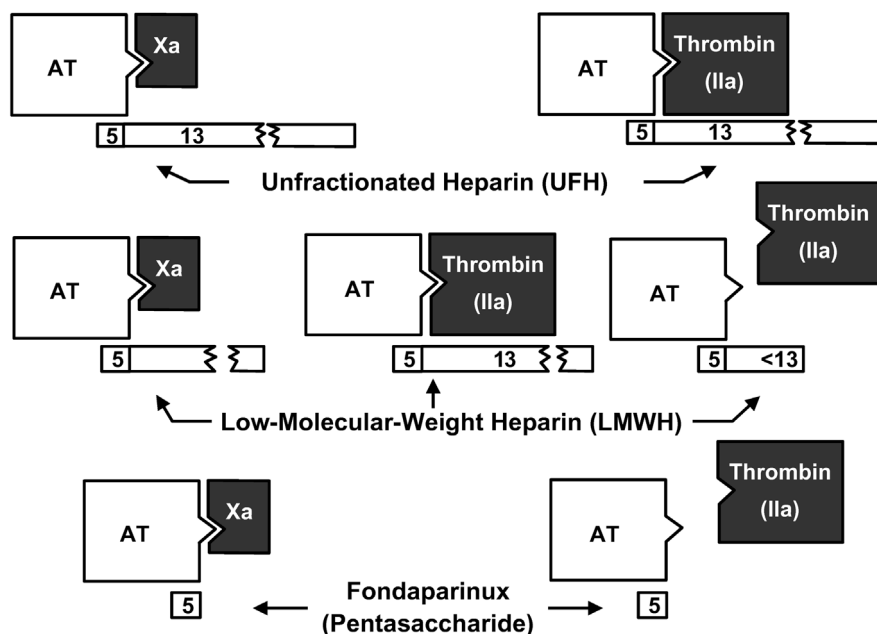 AT
Xa
5 13
AT
Thrombin
(IIa)
5 13
Unfractionated Heparin (UFH)
AT
Xa
5
AT
Thrombin
(IIa)
5 13
AT
Thrombin
(IIa)
5 <13
Low-Molecular-Weight Heparin (LMWH)
AT
Xa
5
AT
Thrombin
(IIa)
5
Fondaparinux
(Pentasaccharide)